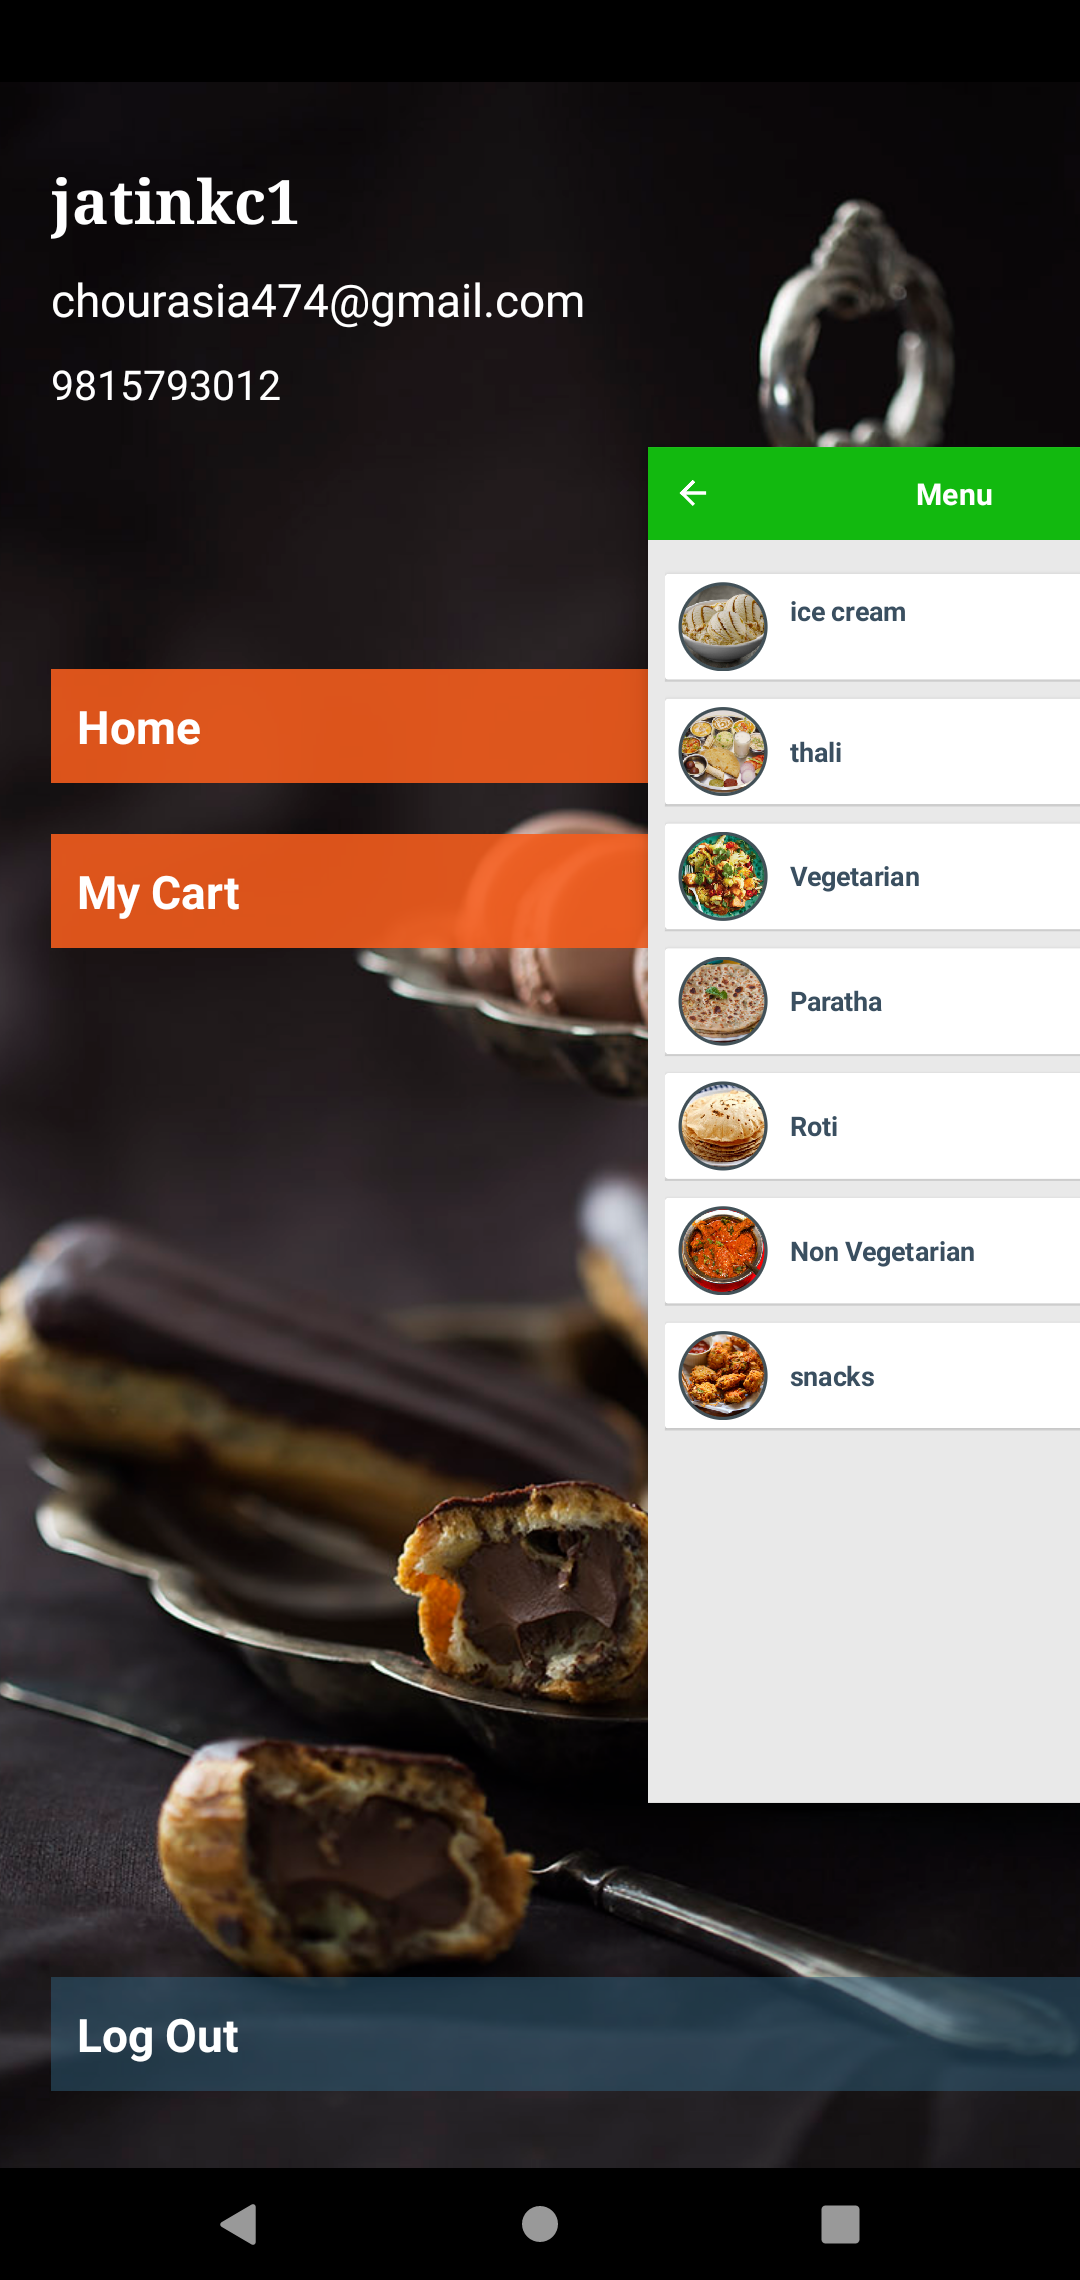 jatinkc1
chourasia474@gmail.com
9815793012
Home
My Cart
Menu
ice cream
thali
Vegetarian
Paratha
Roti
Non Vegetarian
snacks
Log Out